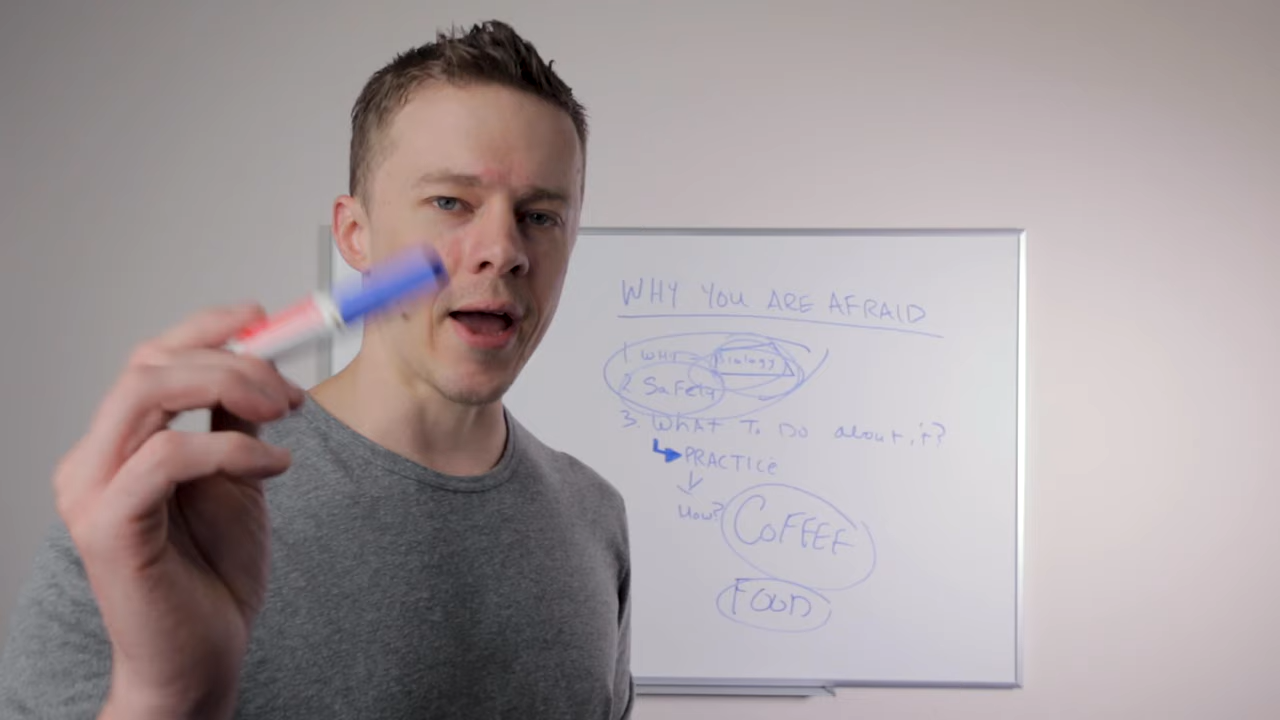 WHY YOU ARE AFRAID
1 WHY = Biology
2 Safety
3. WHAT To Do about it?
PRACTICE
How?
COFFEE
FOOD